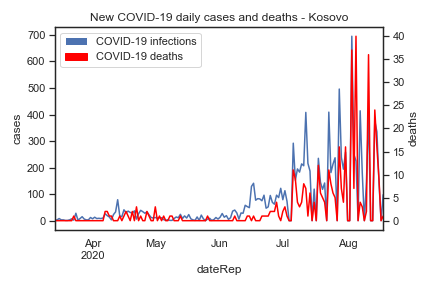 New COVID-19 daily cases and deaths - Kosovo
COVID-19 infections
COVID-19 deaths
cases
700
600
500
400
300
200
100
0
deaths
40
35
30
25
20
15
10
5
0
Apr
2020
May
Jun
Jul
Aug
dateRep